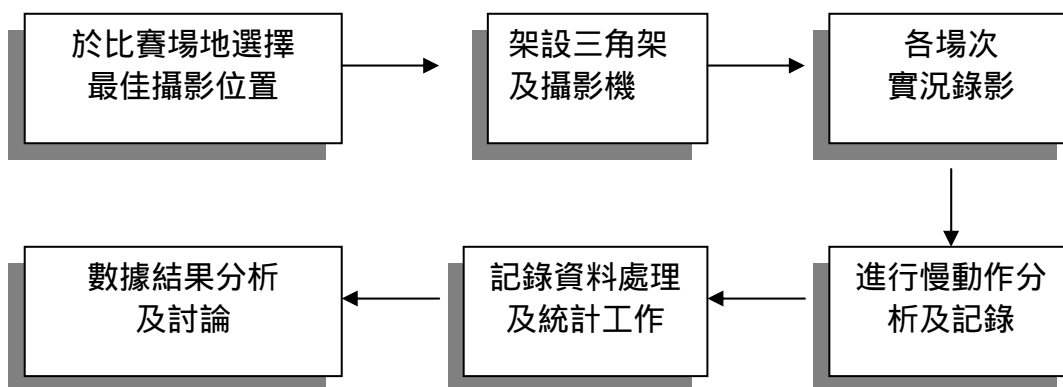 於比賽場地選擇
最佳攝影位置
架設三角架
及攝影機
各場次
實況錄影
進行慢動作分
析及記錄
記錄資料處理
及統計工作
數據結果分析
及討論